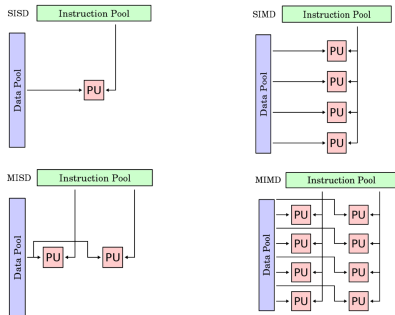 SISD Instruction Pool
Data Pool
PU
SIMD Instruction Pool
Data Pool
PU
PU
PU
PU
MISD Instruction Pool
Data Pool
PU PU
MIMD Instruction Pool
Data Pool
PU PU
PU PU
PU PU
PU PU